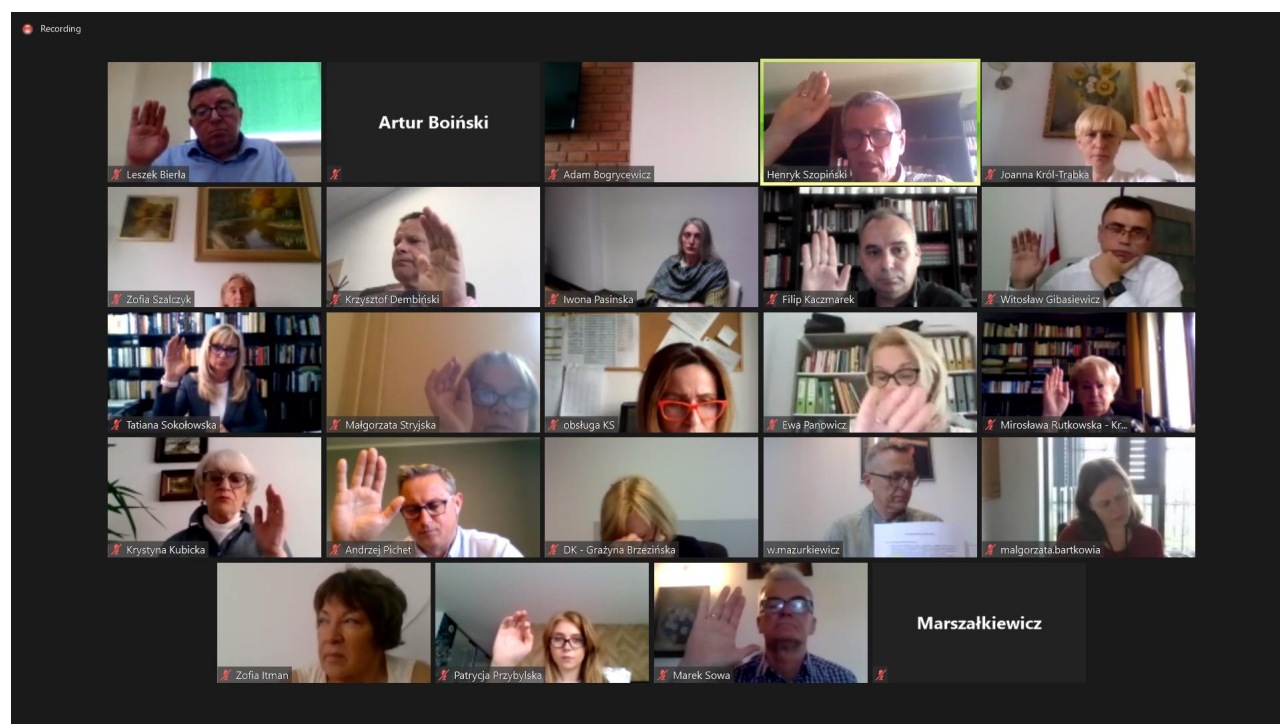 Recording
Leszek Bierła
Artur Boiński
Adam Bogrycewicz
Henryk Szopiński
Joanna Król-Trąbka
Zofia Szalczyk
Krzysztof Dembiński
Iwona Pasinska
Filip Kaczmarek
Witosław Gibasiewicz
Tatiana Sokołowska
Małgorzata Stryjska
obsługa KS
Ewa Panowicz
Mirosława Rutkowska - Kr...
Krystyna Kubicka
Andrzej Pichet
DK - Grażyna Brzezińska
w.mazurkiewicz
malgorzata.bartkowia
Zofia Itman
Patrycja Przybylska
Marek Sowa
Marszałkiewicz